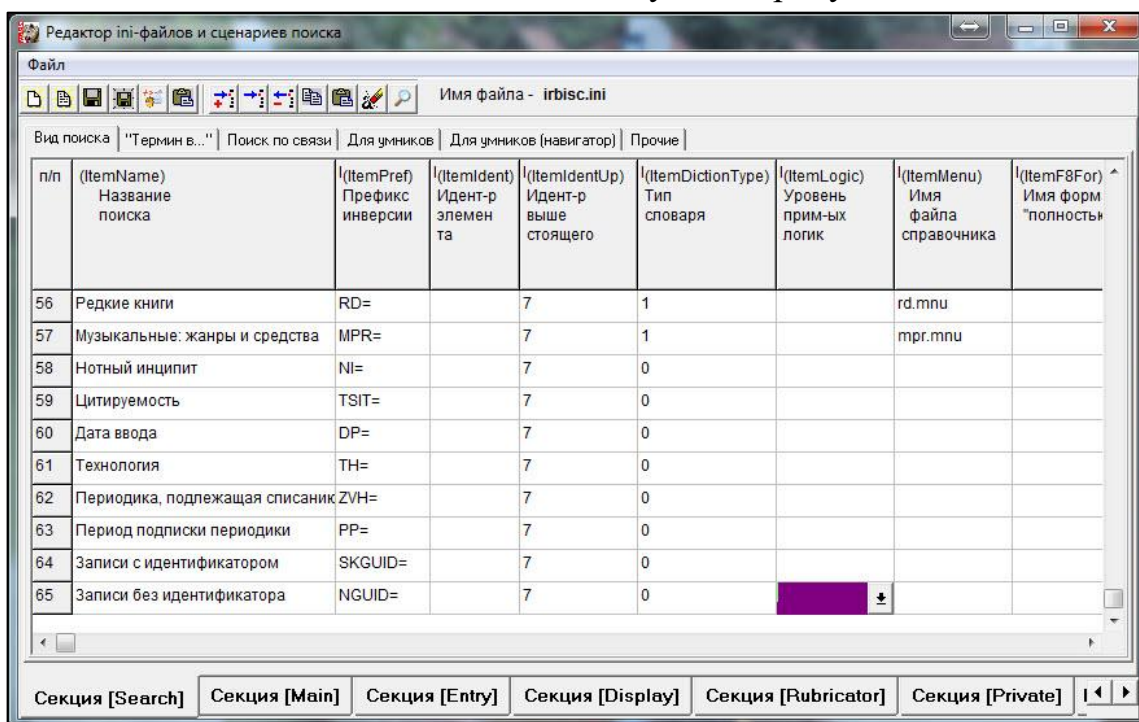 Редактор ini-файлов и сценариев поиска
Файл
Имя файла - irbisc.ini
Вид поиска "Термин в..." Поиск по связи Для умников Для умников (навигатор) Прочие
п/п (ItemName) Название поиска (ItemPref) Префикс инверсии (ItemIdent) Идент-р элемен та (ItemIdentUp) Идент-р выше стоящего (ItemDictionType) Тип словаря (ItemLogic) Уровень прим-ых логик (ItemMenu) Имя файла справочника (ItemF8For) Имя форм "полность
56 Редкие книги RD= 7 1 rd.mnu
57 Музыкальные: жанры и средства MPR= 7 1 mpr.mnu
58 Нотный инципит NI= 7 0
59 Цитируемость TSIT= 7 0
60 Дата ввода DP= 7 0
61 Технология TH= 7 0
62 Периодика, подлежащая списани ZVH= 7 0
63 Период подписки периодики PP= 7 0
64 Записи с идентификатором SKGUID= 7 0
65 Записи без идентификатора NGUID= 7 0
Секция [Search] Секция [Main] Секция [Entry] Секция [Display] Секция [Rubricator] Секция [Private]